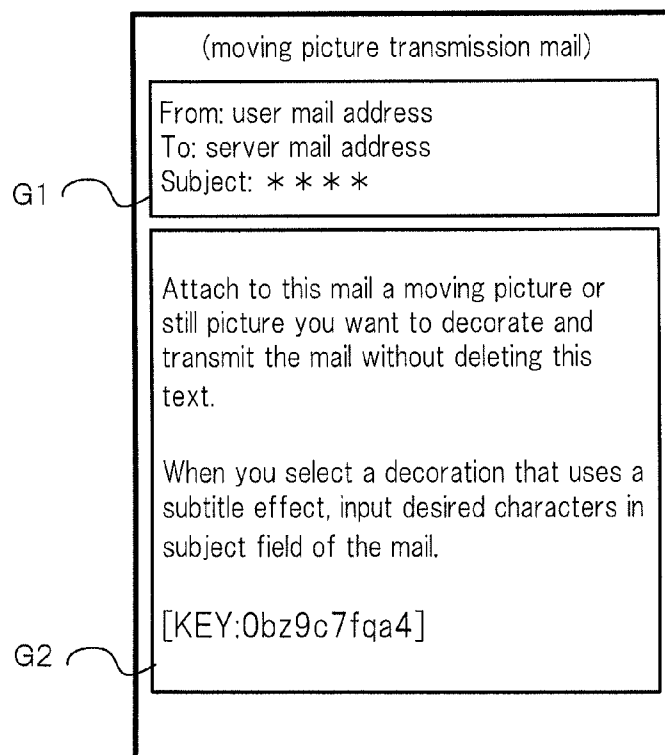 (moving picture transmission mail)
From: user mail address
To: server mail address
G1
Subject: ＊＊＊＊
Attach to this mail a moving picture or
still picture you want to decorate and
transmit the mail without deleting this
text.
When you select a decoration that uses a
subtitle effect, input desired characters in
subject field of the mail.
[KEY:0bz9c7fqa4]
G2